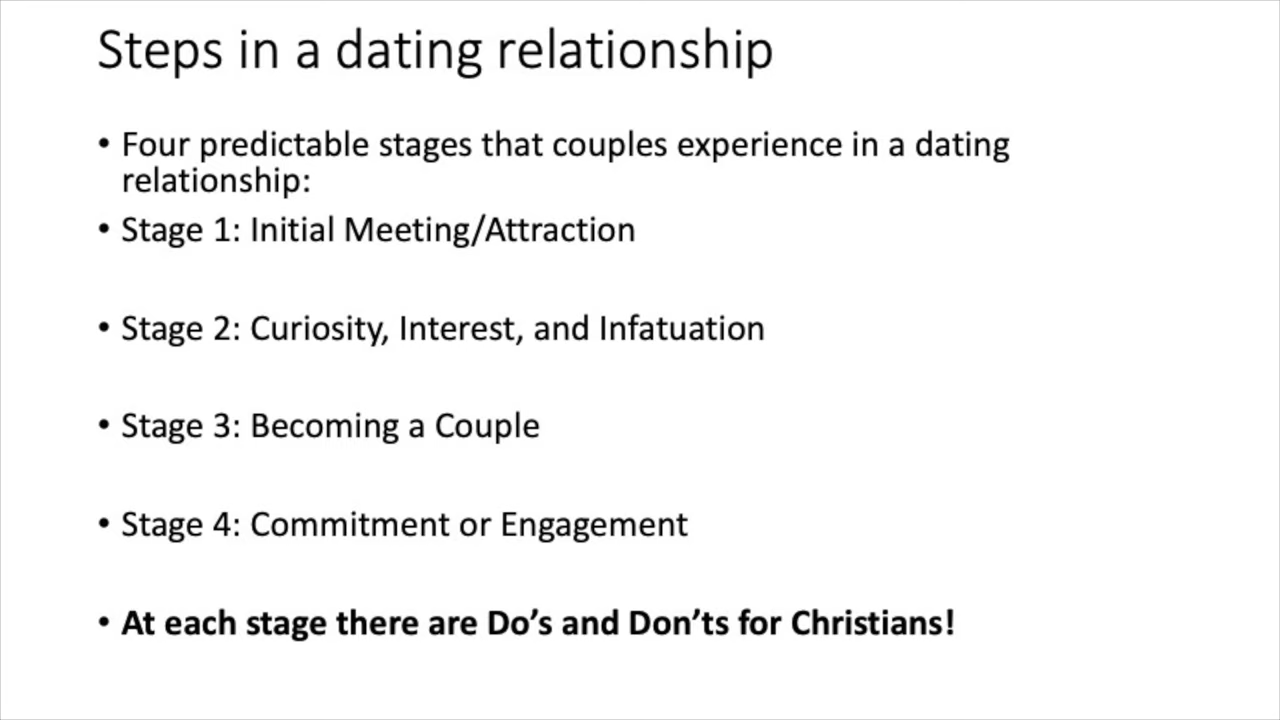 Steps in a dating relationship
• Four predictable stages that couples experience in a dating
relationship:
• Stage 1: Initial Meeting/Attraction
• Stage 2: Curiosity, Interest, and Infatuation
• Stage 3: Becoming a Couple
• Stage 4: Commitment or Engagement
• At each stage there are Do’s and Don’ts for Christians!